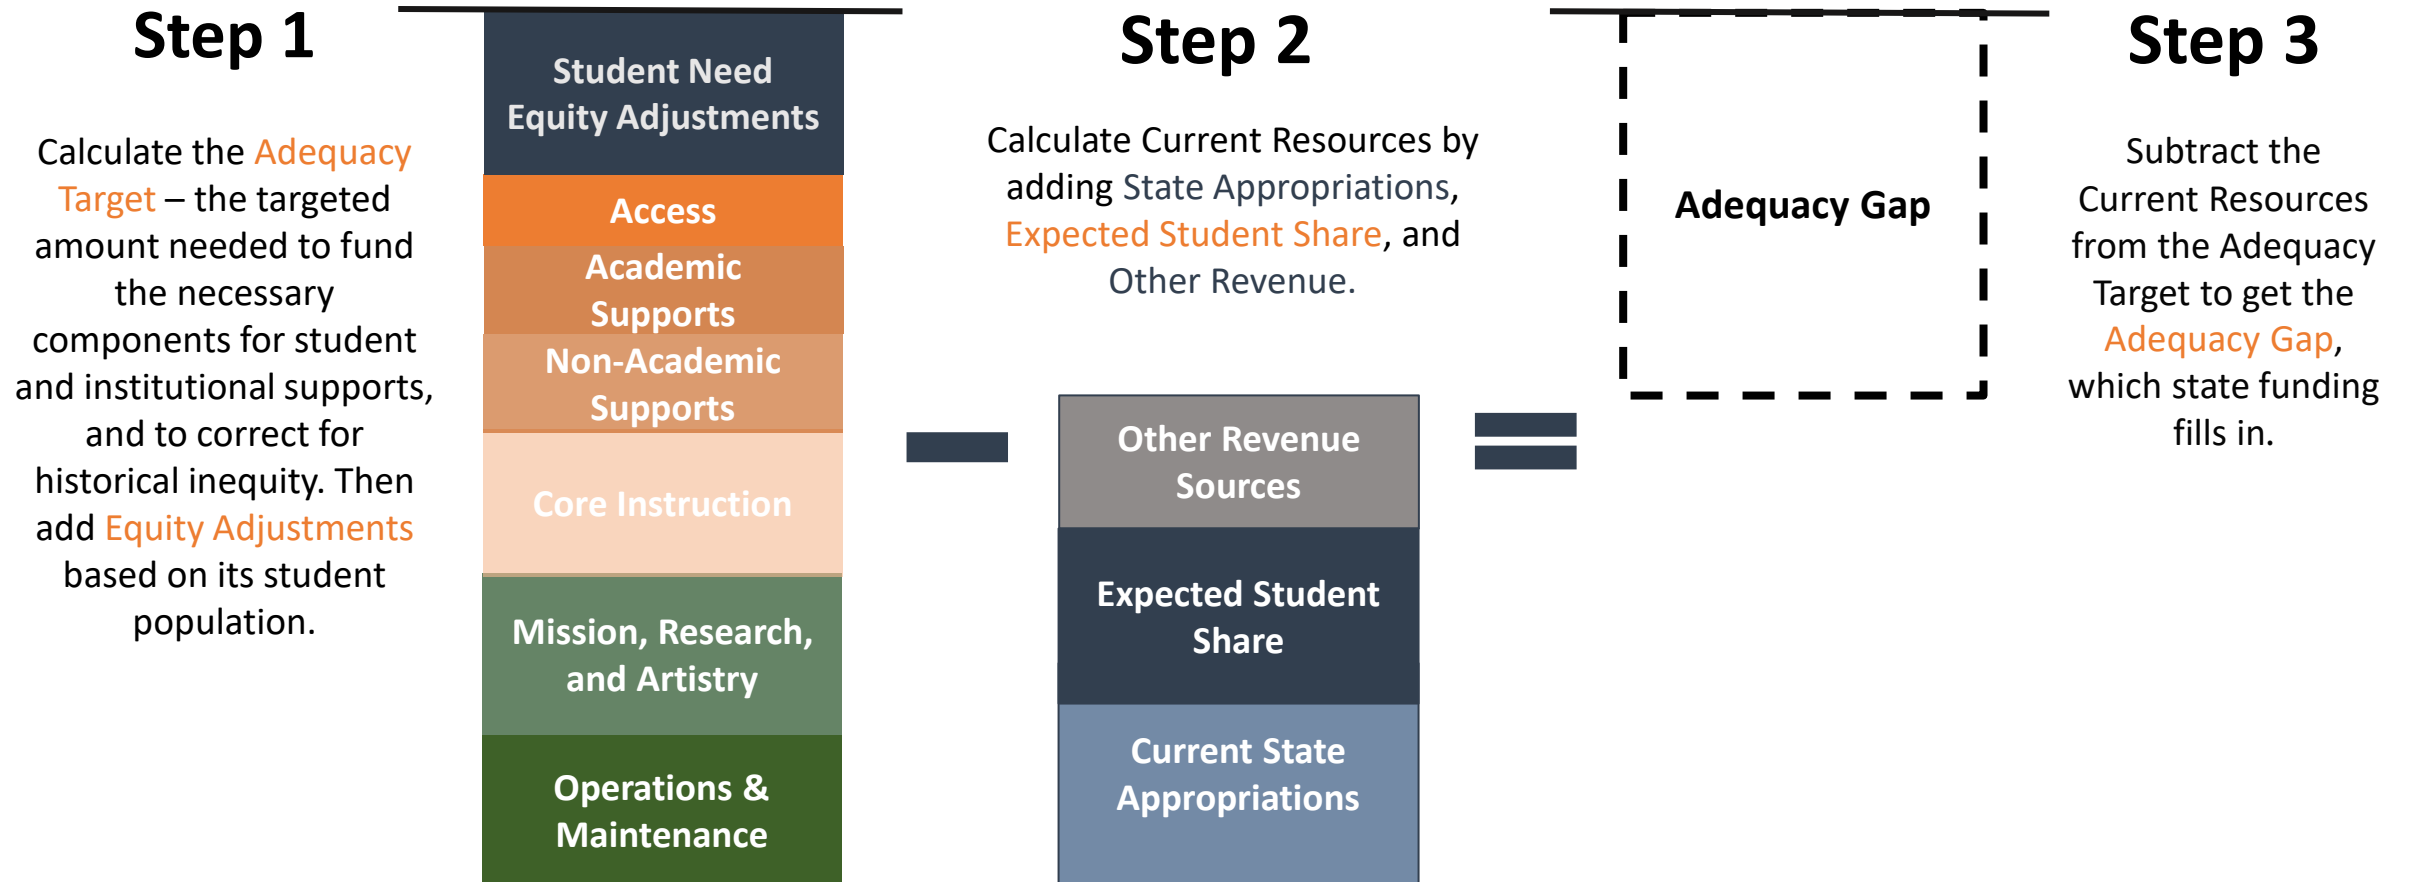 Step 1
Calculate the Adequacy
Target – the targeted
amount needed to fund
the necessary
components for student
and institutional supports,
and to correct for
historical inequity. Then
add Equity Adjustments
based on its student
population.
Student Need
Equity Adjustments
Access
Academic
Supports
Non-Academic
Supports
Core Instruction
Mission, Research,
and Artistry
Operations &
Maintenance
Step 2
Calculate Current Resources by
adding State Appropriations,
Expected Student Share, and
Other Revenue.
Other Revenue
Sources
Expected Student
Share
Current State
Appropriations
Adequacy Gap
Step 3
Subtract the
Current Resources
from the Adequacy
Target to get the
Adequacy Gap,
which state funding
fills in.